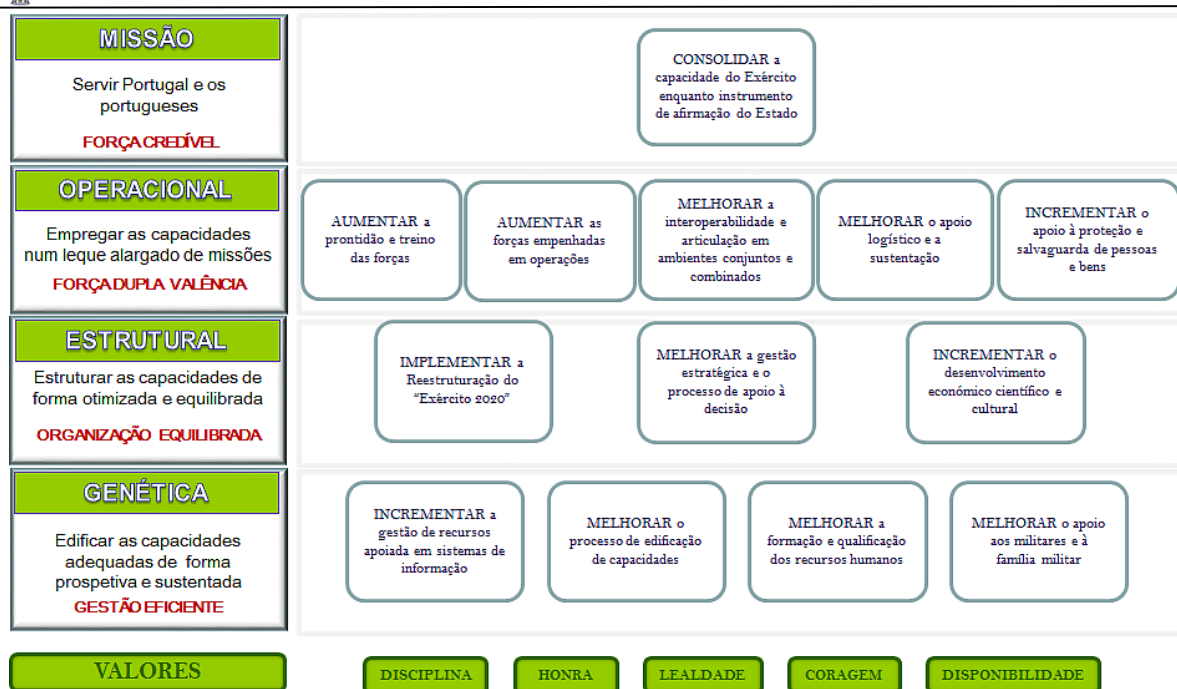 MISSÃO
Servir Portugal e os
portugueses
FORÇA CREDÍVEL
CONSOLIDAR a
capacidade do Exército
enquanto instrumento
de afirmação do Estado
OPERACIONAL
Empregar as capacidades
num leque alargado de missões
FORÇA DUPLA VALÊNCIA
AUMENTAR a
prontidão e treino
das forças
AUMENTAR as
forças empenhadas
em operações
MELHORAR a
interoperabilidade e
articulação em
ambientes conjuntos e
combinados
MELHORAR o apoio
logístico e a
sustentação
INCREMENTAR o
apoio à proteção e
salvaguarda de pessoas
e bens
ESTRUTURAL
Estruturar as capacidades de
forma otimizada e equilibrada
ORGANIZAÇÃO EQUILIBRADA
IMPLEMENTAR a
Reestruturação do
“Exército 2020”
MELHORAR a gestão
estratégica e o
processo de apoio à
decisão
INCREMENTAR o
desenvolvimento
económico científico e
cultural
GENÉTICA
Edificar as capacidades
adequadas de forma
prospetiva e sustentada
GESTÃO EFICIENTE
INCREMENTAR a
gestão de recursos
apoiada em sistemas de
informação
MELHORAR o
processo de edificação
de capacidades
MELHORAR a
formação e qualificação
dos recursos humanos
MELHORAR o apoio
aos militares e à
família militar
VALORES
DISCIPLINA
HONRA
LEALDADE
CORAGEM
DISPONIBILIDADE